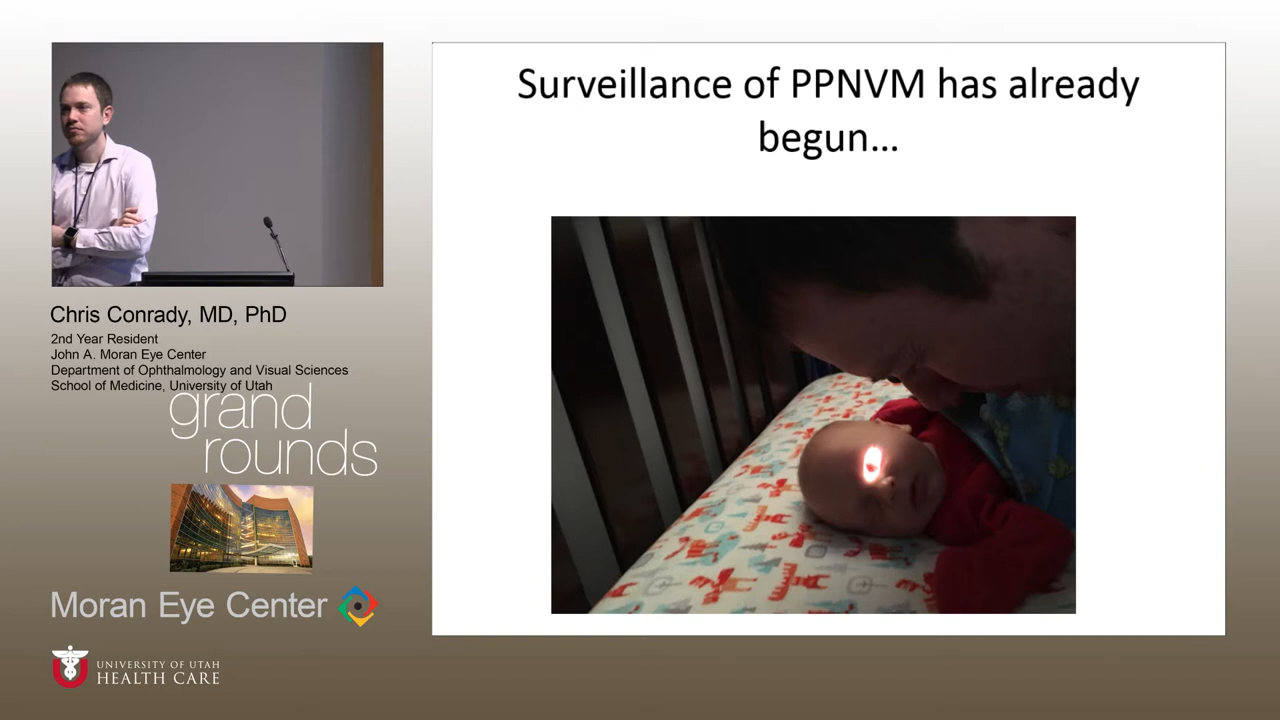 Surveillance of PPNVM has already
begun...
Chris Conrady, MD, PhD
2nd Year Resident
John A. Moran Eye Center
Department of Ophthalmology and Visual Sciences
School of Medicine, University of Utah
grand
rounds
Moran Eye Center
U
UNIVERSITY OF UTAH
HEALTH CARE